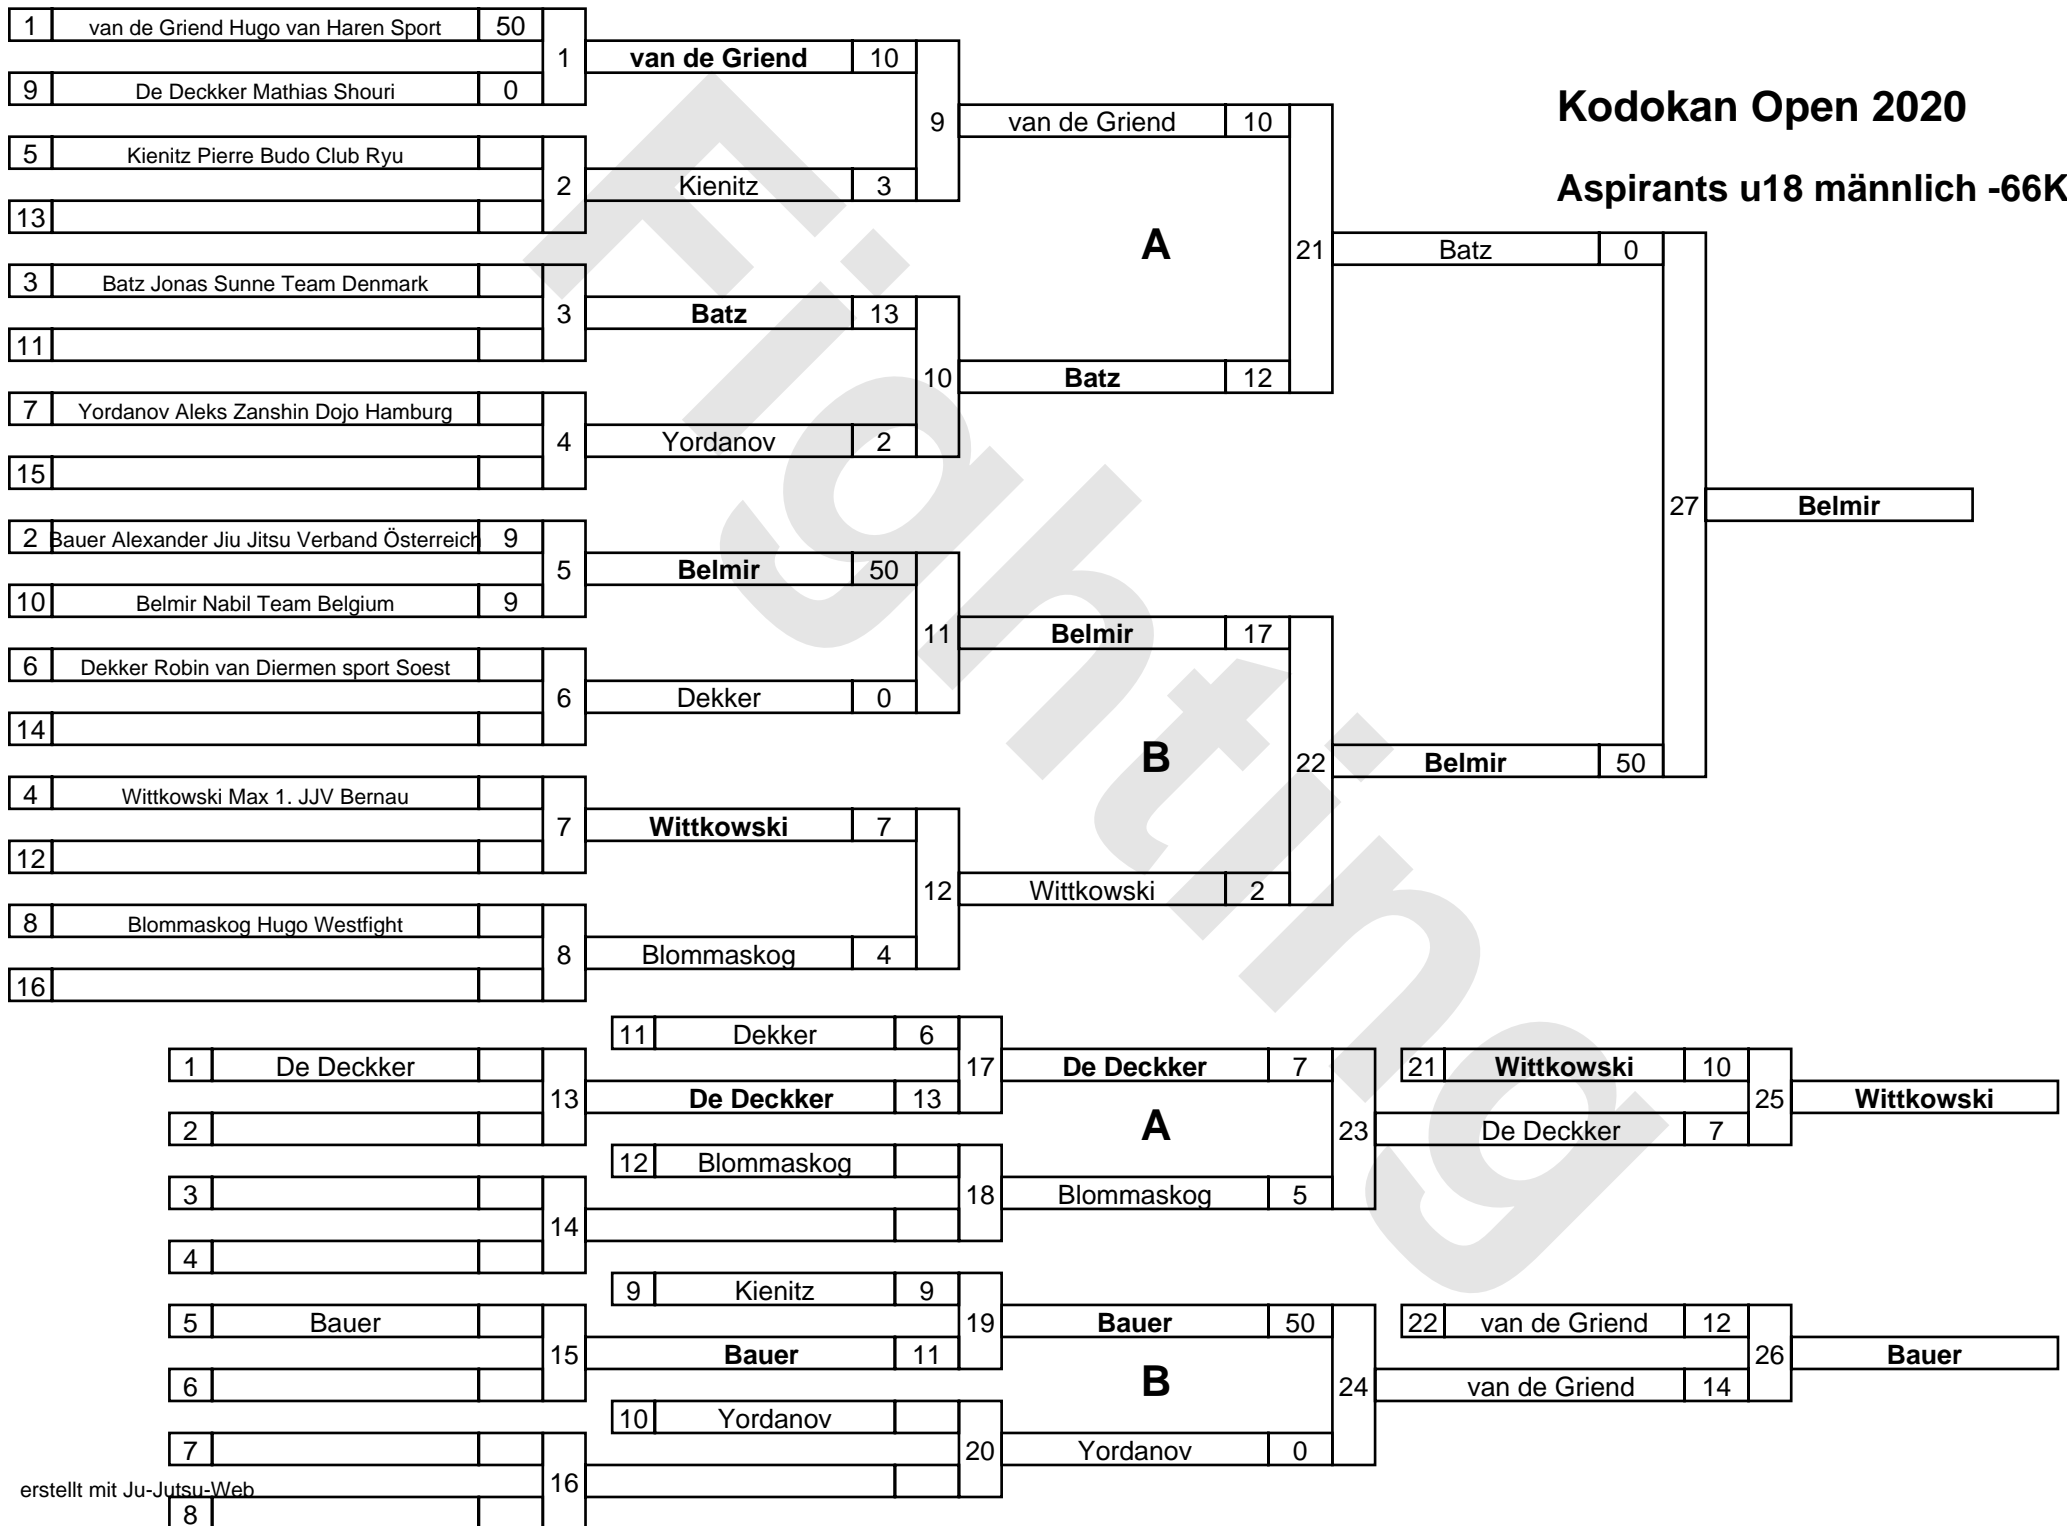 Kodokan Open 2020
Aspirants u18 männlich -66K
Fighting
1 van de Griend Hugo van Haren Sport 50
9 De Deckker Mathias Shouri 0
1
5 Kienitz Pierre Budo Club Ryu
13
2
3 Batz Jonas Sunne Team Denmark
11
3
7 Yordanov Aleks Zanshin Dojo Hamburg
15
4
2 Bauer Alexander Jiu Jitsu Verband Österreich 9
10 Belmir Nabil Team Belgium 9
5
6 Dekker Robin van Diermen sport Soest
14
6
4 Wittkowski Max 1. JJV Bernau
12
7
8 Blommaskog Hugo Westfight
16
8
van de Griend 10
Kienitz 3
9
Batz 13
Yordanov 2
10
Belmir 50
Dekker 0
11
Wittkowski 7
Blommaskog 4
12
van de Griend 10
A
Batz 12
21
Belmir 17
B
Wittkowski 2
22
Batz 0
Belmir 50
27
Belmir
1 De Deckker
2
13
3
4
14
5 Bauer
6
15
7
8
16
11 Dekker 6
De Deckker 13
17
12 Blommaskog
18
9 Kienitz 9
Bauer 11
19
10 Yordanov
20
De Deckker 7
A
Blommaskog 5
23
Bauer 50
B
Yordanov 0
24
21 Wittkowski 10
De Deckker 7
25
Wittkowski
22 van de Griend 12
van de Griend 14
26
Bauer
erstellt mit Ju-Jutsu-Web